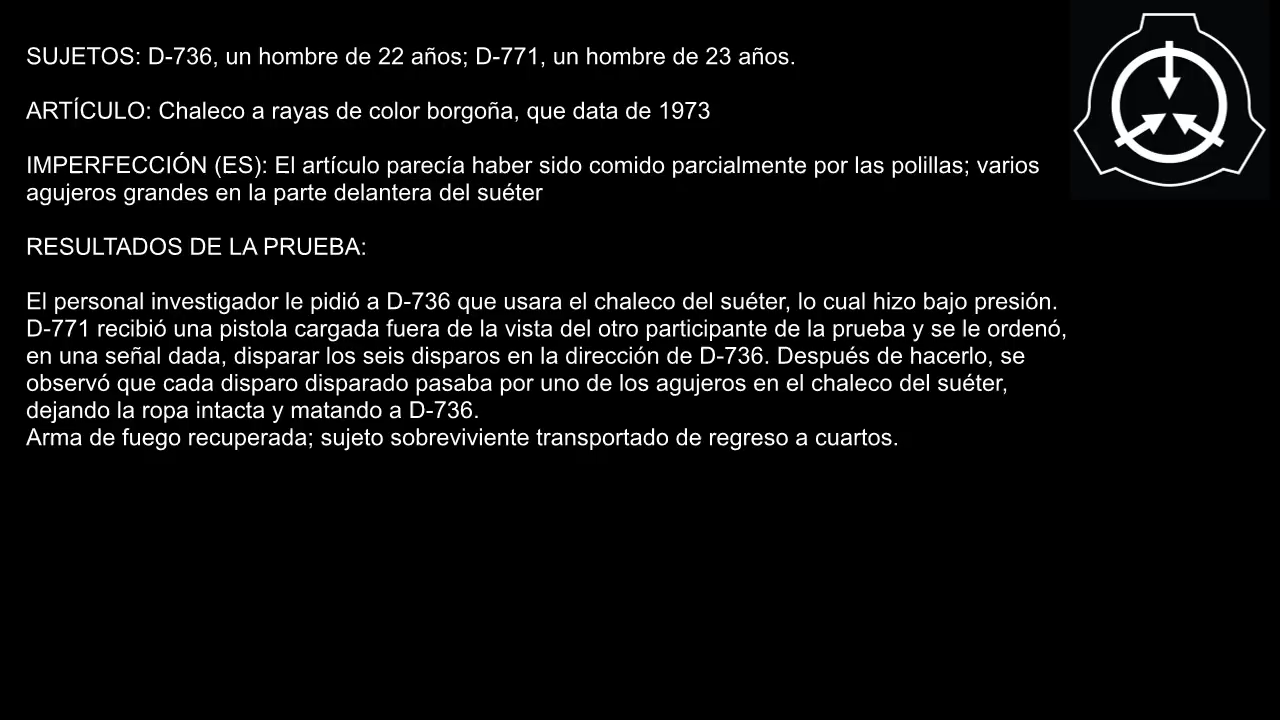 SUJETOS: D-736, un hombre de 22 años; D-771, un hombre de 23 años.
ARTÍCULO: Chaleco a rayas de color borgoña, que data de 1973
IMPERFECCIÓN (ES): El artículo parecía haber sido comido parcialmente por las polillas; varios
agujeros grandes en la parte delantera del suéter
RESULTADOS DE LA PRUEBA:
El personal investigador le pidió a D-736 que usara el chaleco del suéter, lo cual hizo bajo presión.
D-771 recibió una pistola cargada fuera de la vista del otro participante de la prueba y se le ordenó,
en una señal dada, disparar los seis disparos en la dirección de D-736. Después de hacerlo, se
observó que cada disparo disparado pasaba por uno de los agujeros en el chaleco del suéter,
dejando la ropa intacta y matando a D-736.
Arma de fuego recuperada; sujeto sobreviviente transportado de regreso a cuartos.